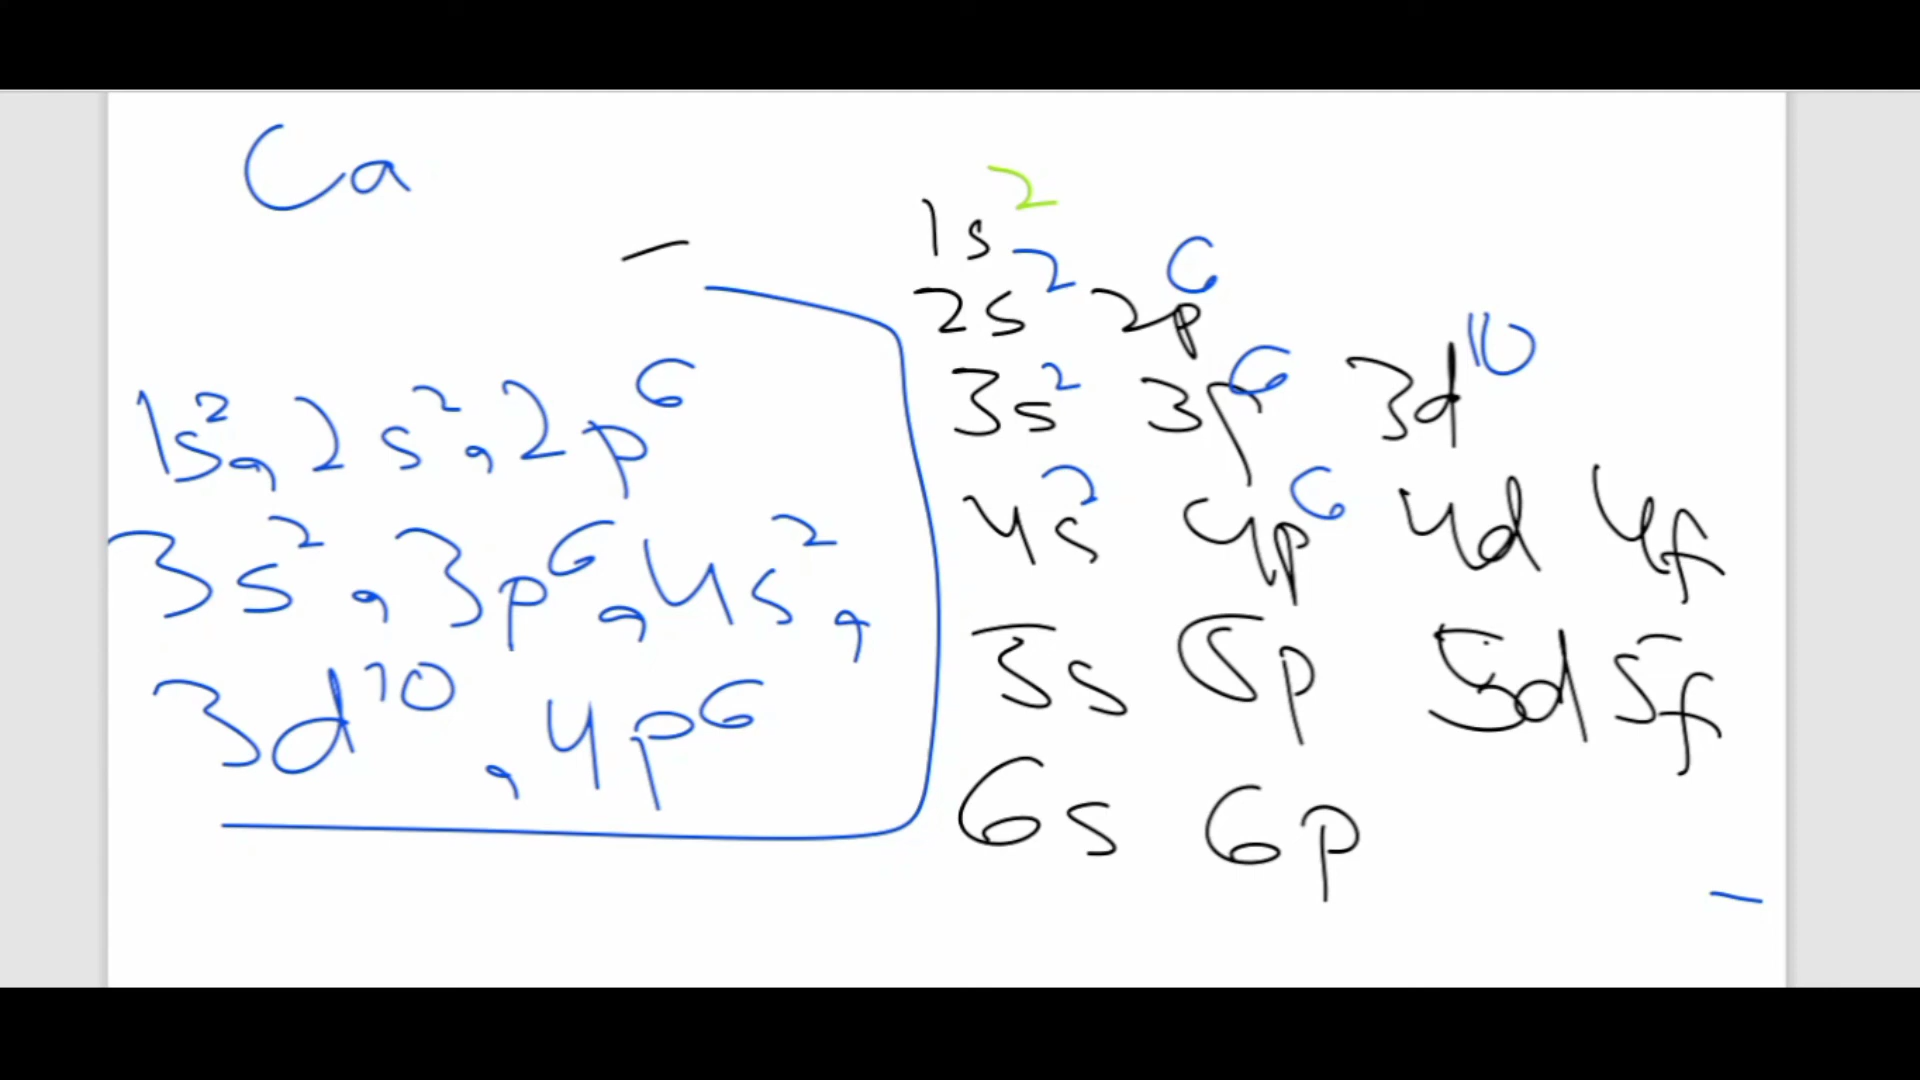 Ca
1s², 2s², 2p⁶
3s², 3p⁶, 4s²,
3d¹⁰, 4p⁶
1s²
2s² 2p⁶
3s² 3p⁶ 3d¹⁰
4s² 4p⁶ 4d 4f
5s 5p 5d 5f
6s 6p